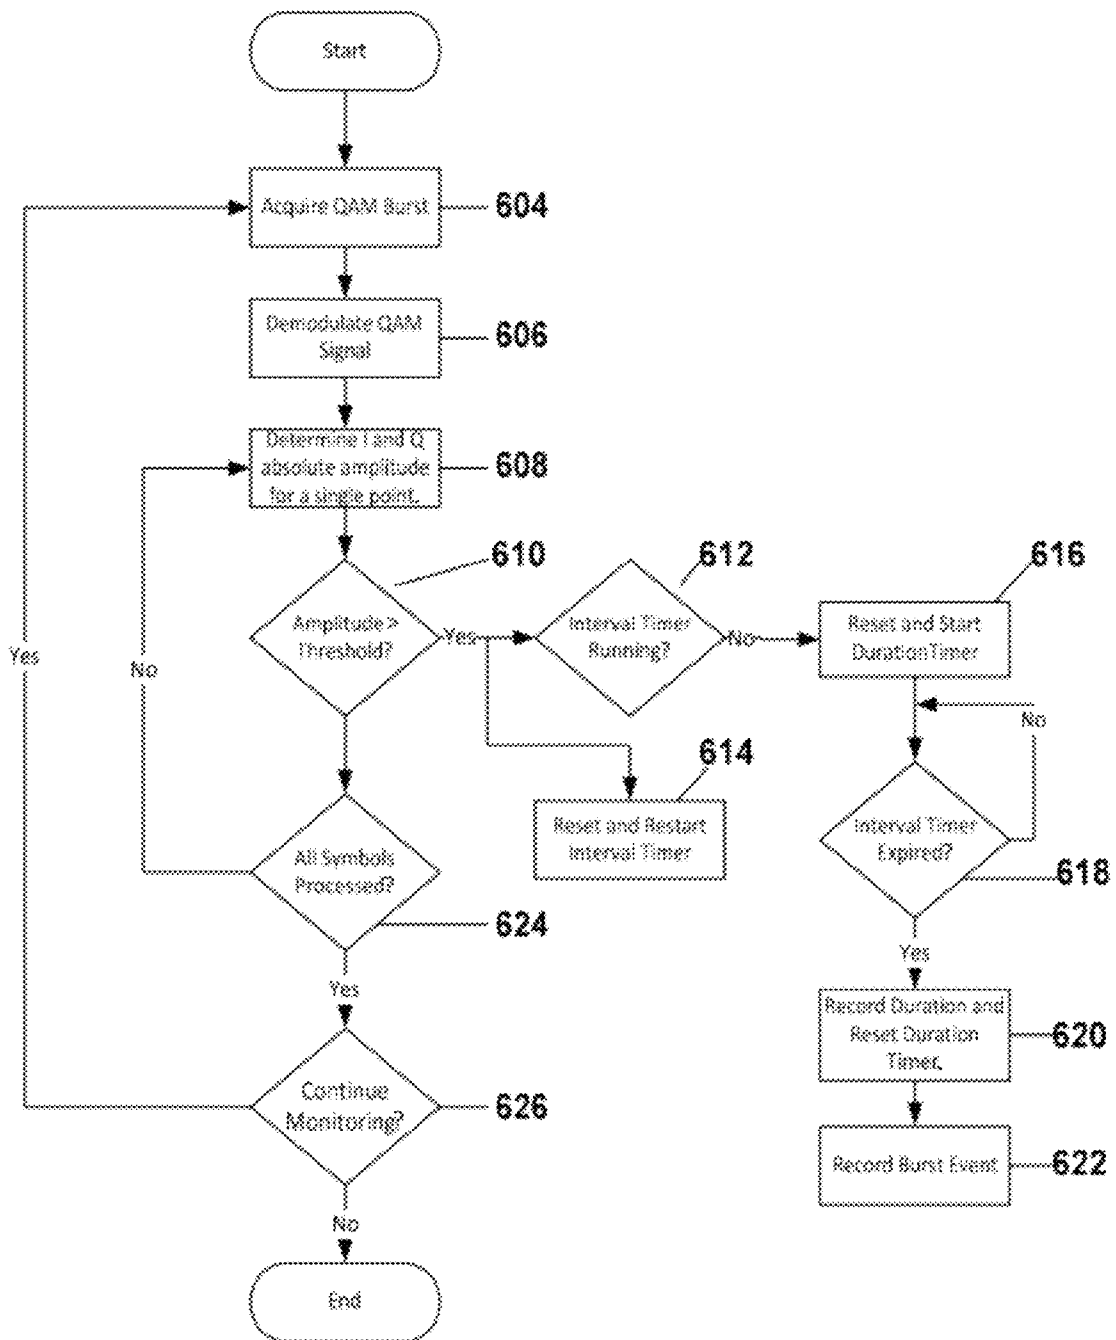 Start
Acquire QAM Burst
604
Demodulate QAM
Signal
606
Determine I and Q
absolute amplitude
for a single point.
608
610
Amplitude >
Threshold?
Yes
612
Interval Timer
Running?
No
616
Reset and Start
DurationTimer
No
614
Reset and Restart
Interval Timer
Interval Timer
Expired?
618
Yes
Record Duration and
Reset Duration
Timer.
620
Record Burst Event
622
Yes
No
All Symbols
Processed?
624
Yes
Continue
Monitoring?
626
No
End